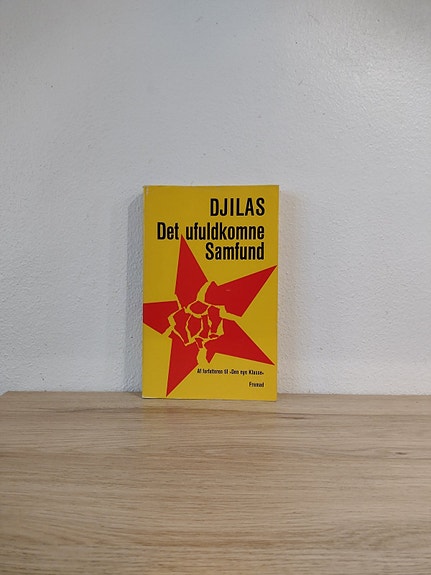 DJILAS
Det ufuldkomne
Samfund
Af forfatteren til »Den nye Klasse«
Fremad